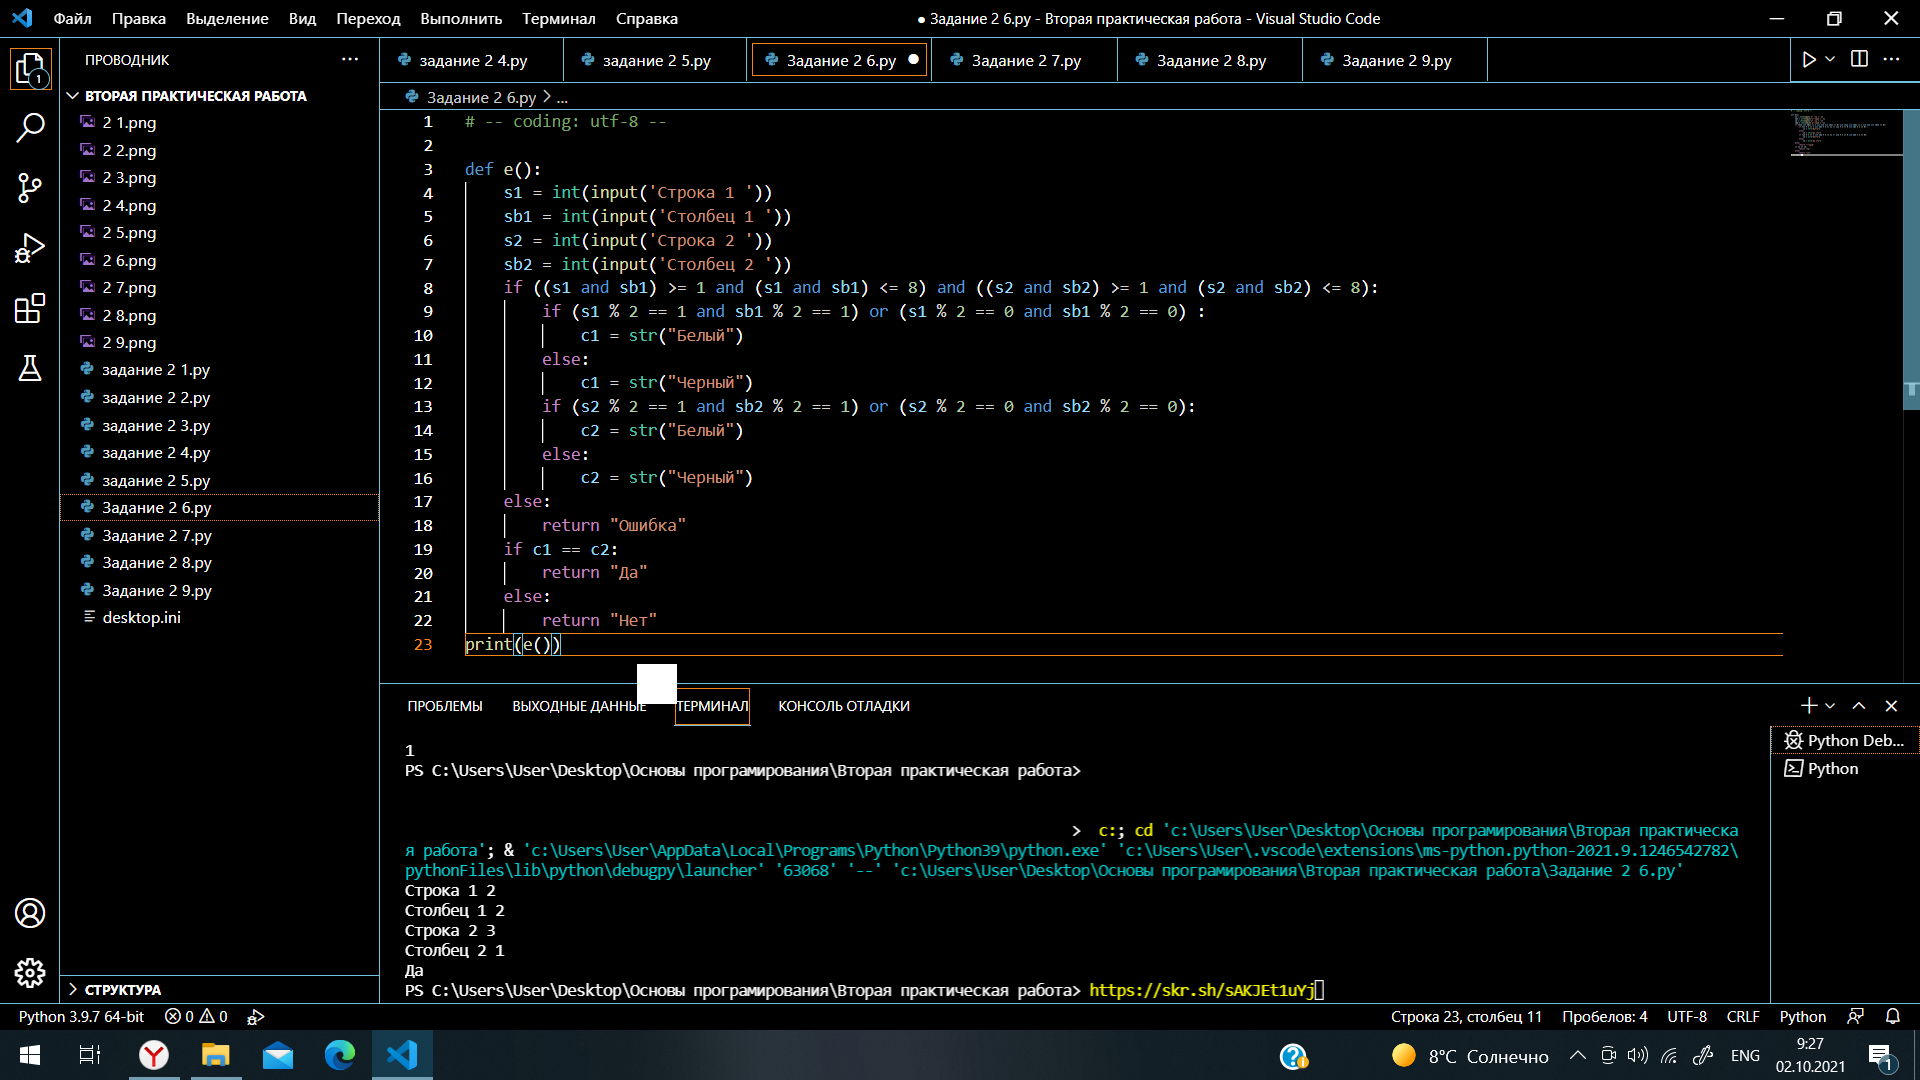 Файл Правка Выделение Вид Переход Выполнить Терминал Справка ● Задание 2 6.py - Вторая практическая работа - Visual Studio Code
ПРОВОДНИК ···
задание 2 4.py задание 2 5.py Задание 2 6.py ● Задание 2 7.py Задание 2 8.py Задание 2 9.py
ВТОРАЯ ПРАКТИЧЕСКАЯ РАБОТА
2 1.png
2 2.png
2 3.png
2 4.png
2 5.png
2 6.png
2 7.png
2 8.png
2 9.png
задание 2 1.py
задание 2 2.py
задание 2 3.py
задание 2 4.py
задание 2 5.py
Задание 2 6.py
Задание 2 7.py
Задание 2 8.py
Задание 2 9.py
desktop.ini
СТРУКТУРА
Задание 2 6.py > ...
1 # -- coding: utf-8 --
2
3 def e():
4     s1 = int(input('Строка 1 '))
5     sb1 = int(input('Столбец 1 '))
6     s2 = int(input('Строка 2 '))
7     sb2 = int(input('Столбец 2 '))
8     if ((s1 and sb1) >= 1 and (s1 and sb1) <= 8) and ((s2 and sb2) >= 1 and (s2 and sb2) <= 8):
9         if (s1 % 2 == 1 and sb1 % 2 == 1) or (s1 % 2 == 0 and sb1 % 2 == 0) :
10             c1 = str("Белый")
11         else:
12             c1 = str("Черный")
13         if (s2 % 2 == 1 and sb2 % 2 == 1) or (s2 % 2 == 0 and sb2 % 2 == 0):
14             c2 = str("Белый")
15         else:
16             c2 = str("Черный")
17     else:
18         return "Ошибка"
19     if c1 == c2:
20         return "Да"
21     else:
22         return "Нет"
23 print(e())
ПРОБЛЕМЫ ВЫХОДНЫЕ ДАННЫЕ ТЕРМИНАЛ КОНСОЛЬ ОТЛАДКИ
Python Deb...
Python
1
PS C:\Users\User\Desktop\Основы програмирования\Вторая практическая работа>
> c:; cd 'c:\Users\User\Desktop\Основы програмирования\Вторая практическа
я работа'; & 'c:\Users\User\AppData\Local\Programs\Python\Python39\python.exe' 'c:\Users\User\.vscode\extensions\ms-python.python-2021.9.1246542782\
pythonFiles\lib\python\debugpy\launcher' '63068' '--' 'c:\Users\User\Desktop\Основы програмирования\Вторая практическая работа\Задание 2 6.py'
Строка 1 2
Столбец 1 2
Строка 2 3
Столбец 2 1
Да
PS C:\Users\User\Desktop\Основы програмирования\Вторая практическая работа> https://skr.sh/sAKJEt1uYj
Python 3.9.7 64-bit 0 0 Строка 23, столбец 11 Пробелов: 4 UTF-8 CRLF Python
8°C Солнечно ENG 9:27
02.10.2021 1